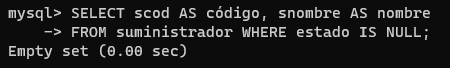 mysql> SELECT scod AS código, snombre AS nombre
    -> FROM suministrador WHERE estado IS NULL;
Empty set (0.00 sec)